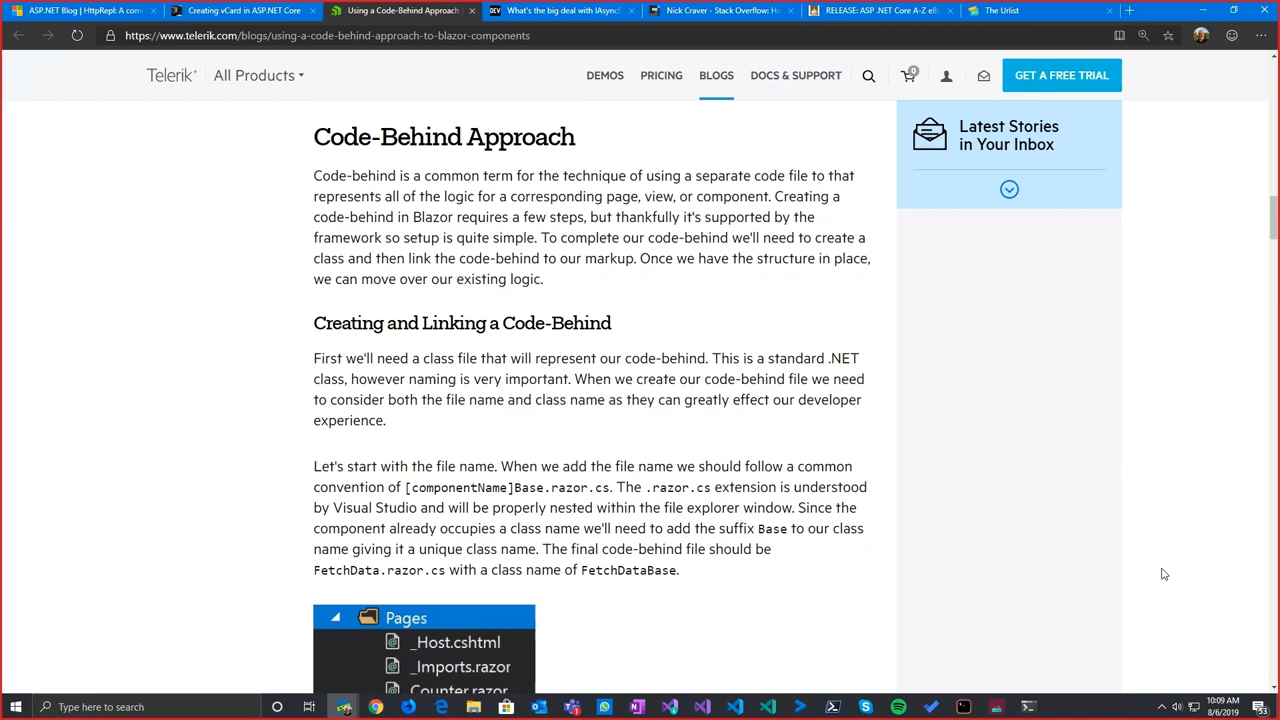 ASP.NET Blog | HttpRepl: A com
Creating vCard in ASP.NET Core
Using a Code-Behind Approach
DEV
What's the big deal with IAsyncE
Nick Craver - Stack Overflow: Ho
RELEASE: ASP .NET Core A-Z eBo
The Urlist
https://www.telerik.com/blogs/using-a-code-behind-approach-to-blazor-components
Telerik
All Products
DEMOS
PRICING
BLOGS
DOCS & SUPPORT
0
GET A FREE TRIAL
Code-Behind Approach
Code-behind is a common term for the technique of using a separate code file to that
represents all of the logic for a corresponding page, view, or component. Creating a
code-behind in Blazor requires a few steps, but thankfully it's supported by the
framework so setup is quite simple. To complete our code-behind we'll need to create a
class and then link the code-behind to our markup. Once we have the structure in place,
we can move over our existing logic.
Latest Stories
in Your Inbox
Creating and Linking a Code-Behind
First we'll need a class file that will represent our code-behind. This is a standard .NET
class, however naming is very important. When we create our code-behind file we need
to consider both the file name and class name as they can greatly effect our developer
experience.
Let's start with the file name. When we add the file name we should follow a common
convention of [componentName]Base.razor.cs. The .razor.cs extension is understood
by Visual Studio and will be properly nested within the file explorer window. Since the
component already occupies a class name we'll need to add the suffix Base to our class
name giving it a unique class name. The final code-behind file should be
FetchData.razor.cs with a class name of FetchDataBase.
Pages
_Host.cshtml
_Imports.razor
Counter.razor
Type here to search
10:09 AM
8/6/2019
53